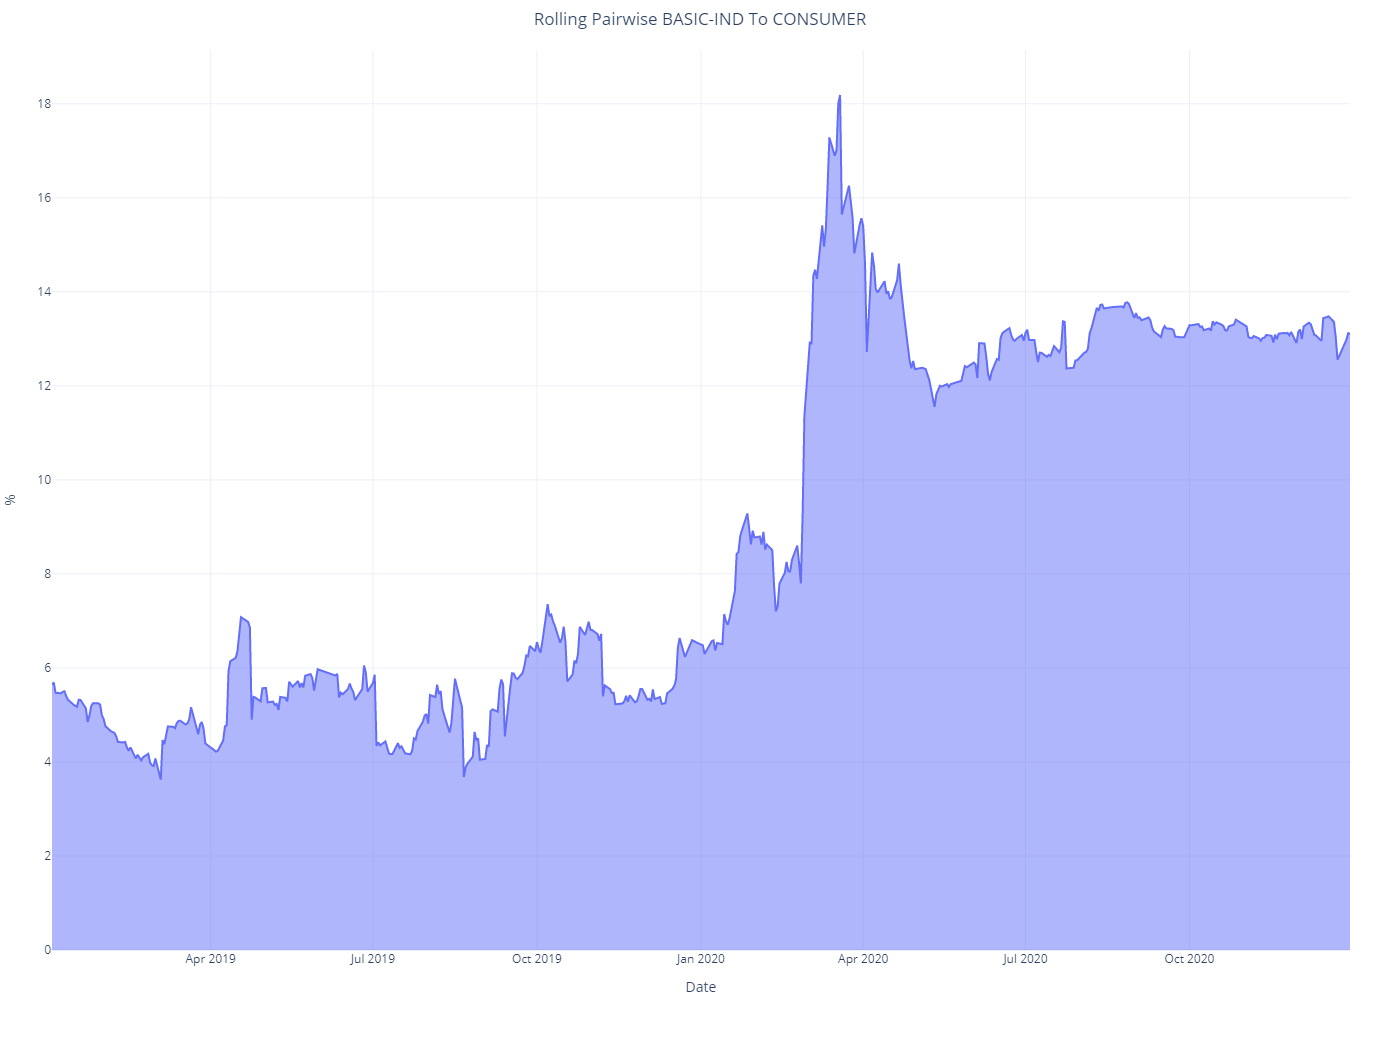 Rolling Pairwise BASIC-IND To CONSUMER
18
16
14
12
10
8
6
4
2
0
%
Apr 2019
Jul 2019
Oct 2019
Jan 2020
Apr 2020
Jul 2020
Oct 2020
Date